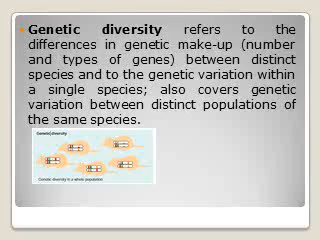 Genetic diversity refers to the
differences in genetic make-up (number
and types of genes) between distinct
species and to the genetic variation within
a single species; also covers genetic
variation between distinct populations of
the same species.
Genetic diversity
Genetic diversity in a whole population